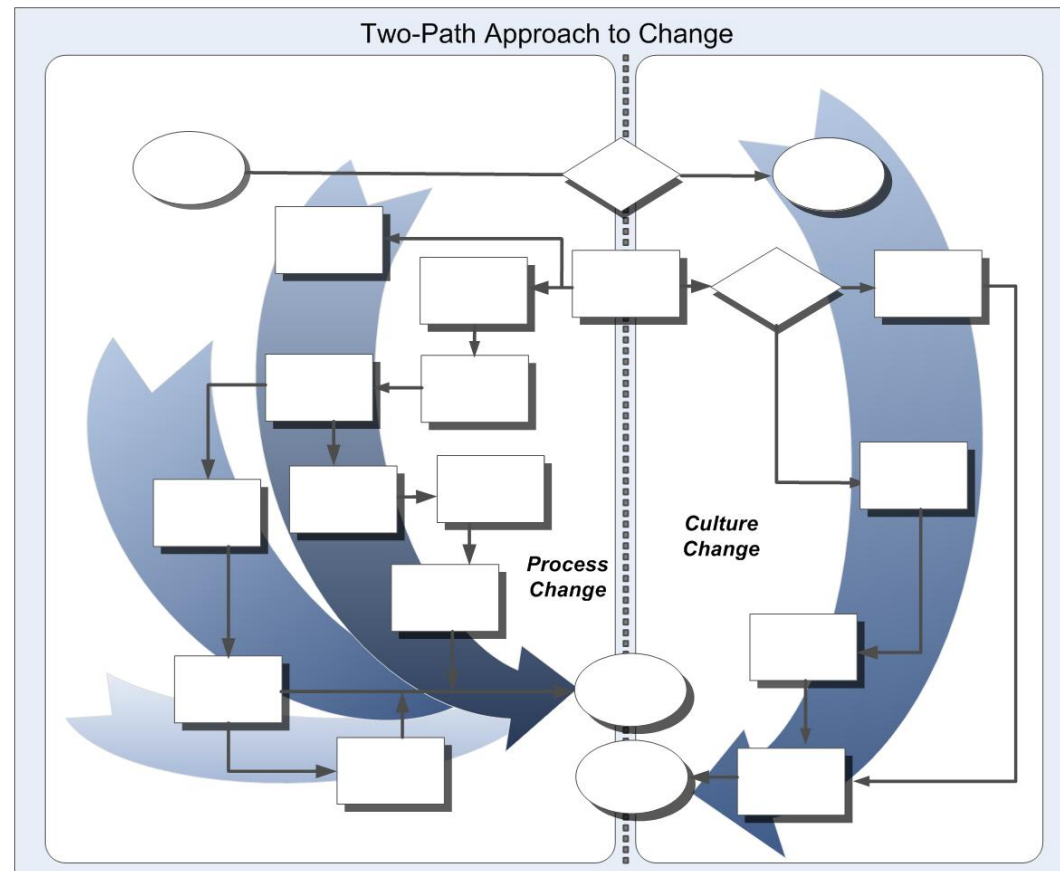 Two-Path Approach to Change
Culture
Change
Process
Change